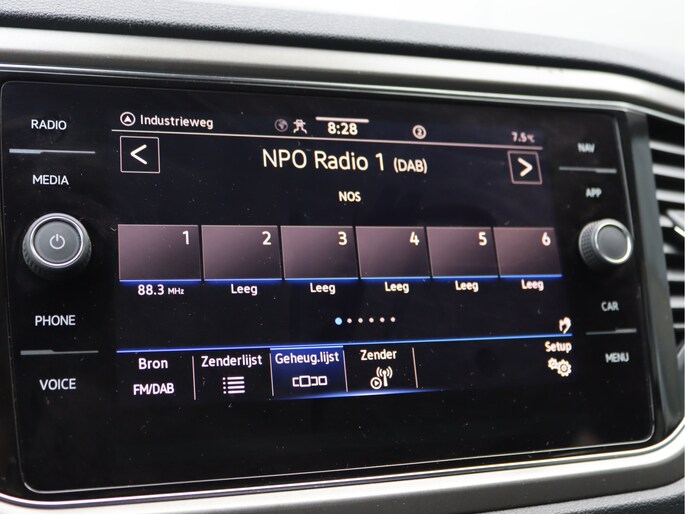 RADIO
MEDIA
PHONE
VOICE
Industrieweg
8:28
2
7.5°C
<
NPO Radio 1 (DAB)
>
NOS
1 2 3 4 5 6
88.3 MHz Leeg Leeg Leeg Leeg Leeg
Bron Zenderlijst Geheug.lijst Zender Setup
FM/DAB
NAV
APP
CAR
MENU